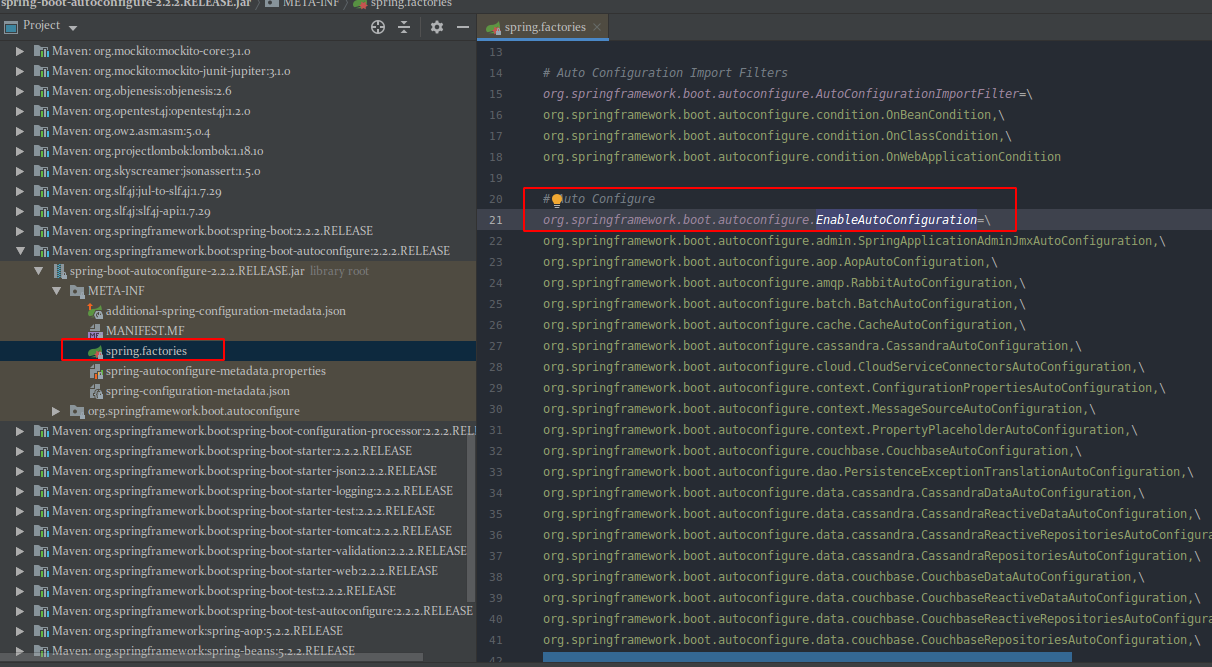 spring-boot-autoconfigure-2.2.2.RELEASE.jar META-INF spring.factories
Project
Maven: org.mockito:mockito-core:3.1.0
Maven: org.mockito:mockito-junit-jupiter:3.1.0
Maven: org.objenesis:objenesis:2.6
Maven: org.opentest4j:opentest4j:1.2.0
Maven: org.ow2.asm:asm:5.0.4
Maven: org.projectlombok:lombok:1.18.10
Maven: org.skyscreamer:jsonassert:1.5.0
Maven: org.slf4j:jul-to-slf4j:1.7.29
Maven: org.slf4j:slf4j-api:1.7.29
Maven: org.springframework.boot:spring-boot:2.2.2.RELEASE
Maven: org.springframework.boot:spring-boot-autoconfigure:2.2.2.RELEASE
spring-boot-autoconfigure-2.2.2.RELEASE.jar library root
META-INF
additional-spring-configuration-metadata.json
MANIFEST.MF
spring.factories
spring-autoconfigure-metadata.properties
spring-configuration-metadata.json
org.springframework.boot.autoconfigure
Maven: org.springframework.boot:spring-boot-configuration-processor:2.2.2.REL
Maven: org.springframework.boot:spring-boot-starter:2.2.2.RELEASE
Maven: org.springframework.boot:spring-boot-starter-json:2.2.2.RELEASE
Maven: org.springframework.boot:spring-boot-starter-logging:2.2.2.RELEASE
Maven: org.springframework.boot:spring-boot-starter-test:2.2.2.RELEASE
Maven: org.springframework.boot:spring-boot-starter-tomcat:2.2.2.RELEASE
Maven: org.springframework.boot:spring-boot-starter-validation:2.2.2.RELEASE
Maven: org.springframework.boot:spring-boot-starter-web:2.2.2.RELEASE
Maven: org.springframework.boot:spring-boot-test:2.2.2.RELEASE
Maven: org.springframework.boot:spring-boot-test-autoconfigure:2.2.2.RELEASE
Maven: org.springframework:spring-aop:5.2.2.RELEASE
Maven: org.springframework:spring-beans:5.2.2.RELEASE
spring.factories
13
14 # Auto Configuration Import Filters
15 org.springframework.boot.autoconfigure.AutoConfigurationImportFilter=\
16 org.springframework.boot.autoconfigure.condition.OnBeanCondition,\
17 org.springframework.boot.autoconfigure.condition.OnClassCondition,\
18 org.springframework.boot.autoconfigure.condition.OnWebApplicationCondition
19
20 # Auto Configure
21 org.springframework.boot.autoconfigure.EnableAutoConfiguration=\
22 org.springframework.boot.autoconfigure.admin.SpringApplicationAdminJmxAutoConfiguration,\
23 org.springframework.boot.autoconfigure.aop.AopAutoConfiguration,\
24 org.springframework.boot.autoconfigure.amqp.RabbitAutoConfiguration,\
25 org.springframework.boot.autoconfigure.batch.BatchAutoConfiguration,\
26 org.springframework.boot.autoconfigure.cache.CacheAutoConfiguration,\
27 org.springframework.boot.autoconfigure.cassandra.CassandraAutoConfiguration,\
28 org.springframework.boot.autoconfigure.cloud.CloudServiceConnectorsAutoConfiguration,\
29 org.springframework.boot.autoconfigure.context.ConfigurationPropertiesAutoConfiguration,\
30 org.springframework.boot.autoconfigure.context.MessageSourceAutoConfiguration,\
31 org.springframework.boot.autoconfigure.context.PropertyPlaceholderAutoConfiguration,\
32 org.springframework.boot.autoconfigure.couchbase.CouchbaseAutoConfiguration,\
33 org.springframework.boot.autoconfigure.dao.PersistenceExceptionTranslationAutoConfiguration,\
34 org.springframework.boot.autoconfigure.data.cassandra.CassandraDataAutoConfiguration,\
35 org.springframework.boot.autoconfigure.data.cassandra.CassandraReactiveDataAutoConfiguration,\
36 org.springframework.boot.autoconfigure.data.cassandra.CassandraReactiveRepositoriesAutoConfigura
37 org.springframework.boot.autoconfigure.data.cassandra.CassandraRepositoriesAutoConfiguration,\
38 org.springframework.boot.autoconfigure.data.couchbase.CouchbaseDataAutoConfiguration,\
39 org.springframework.boot.autoconfigure.data.couchbase.CouchbaseReactiveDataAutoConfiguration,\
40 org.springframework.boot.autoconfigure.data.couchbase.CouchbaseReactiveRepositoriesAutoConfigura
41 org.springframework.boot.autoconfigure.data.couchbase.CouchbaseRepositoriesAutoConfiguration,\
42